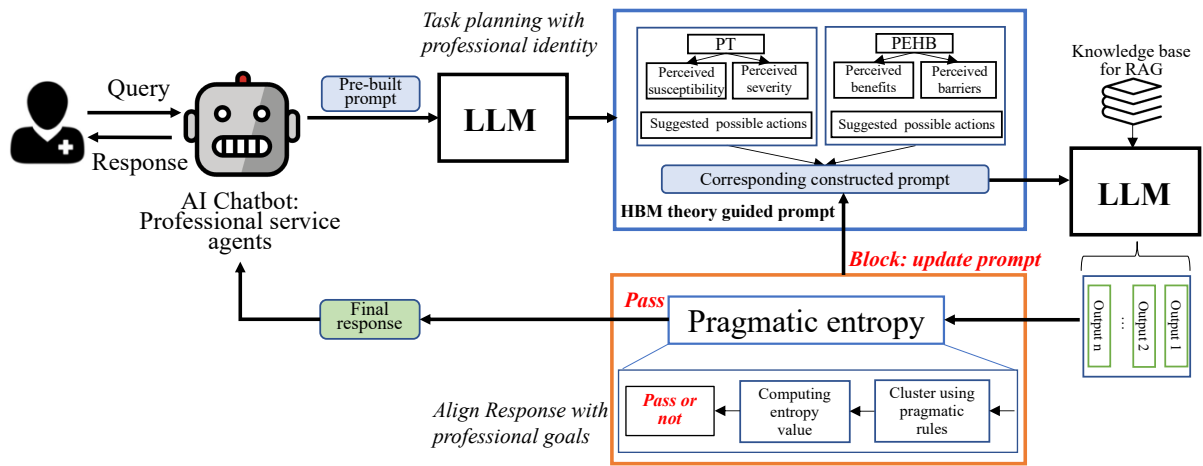 Task planning with
professional identity
Query
Response
AI Chatbot:
Professional service
agents
Pre-built
prompt
LLM
PT
Perceived
susceptibility
Perceived
severity
Suggested possible actions
PEHB
Perceived
benefits
Perceived
barriers
Suggested possible actions
Corresponding constructed prompt
HBM theory guided prompt
Knowledge base
for RAG
LLM
Output 1
Output 2
...
Output n
Block: update prompt
Pass
Pragmatic entropy
Final
response
Align Response with
professional goals
Pass or
not
Computing
entropy
value
Cluster using
pragmatic
rules